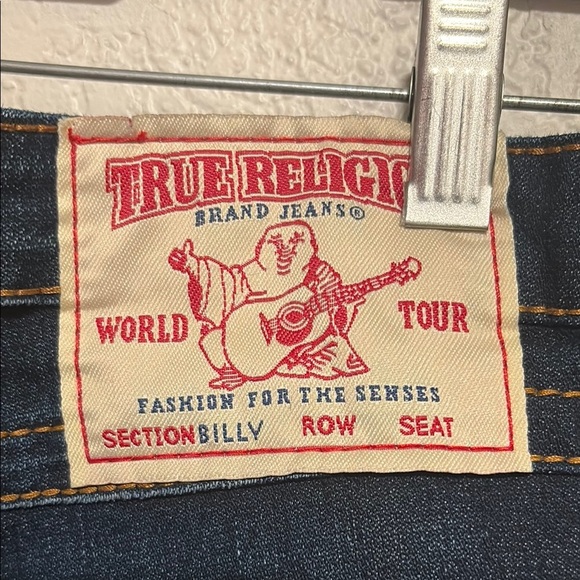 TRUE RELIGIO
BRAND JEANS®
WORLD TOUR
FASHION FOR THE SENSES
SECTION BILLY ROW SEAT